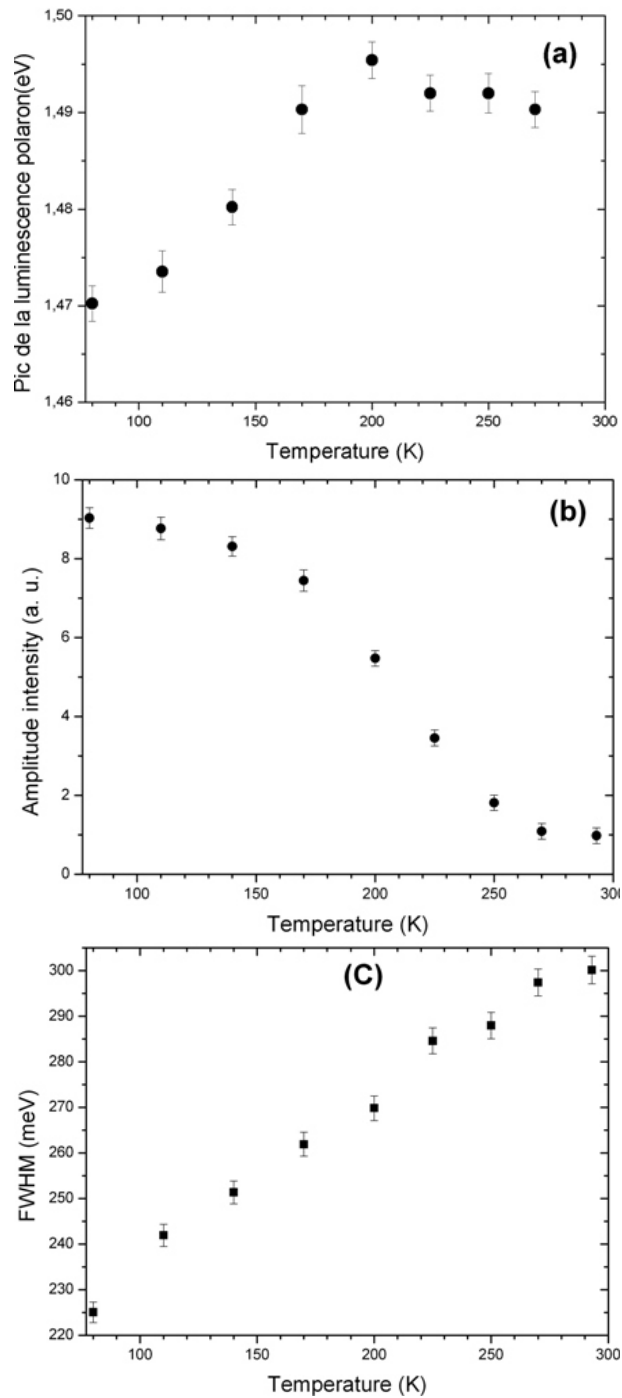 1,50
1,49
1,48
1,47
1,46
Pic de la luminescence polaron(eV)
(a)
100 150 200 250 300
Temperature (K)
10
8
6
4
2
0
Amplitude intensity (a. u.)
(b)
100 150 200 250 300
Temperature (K)
300
290
280
270
260
250
240
230
220
FWHM (meV)
(C)
100 150 200 250 300
Temperature (K)